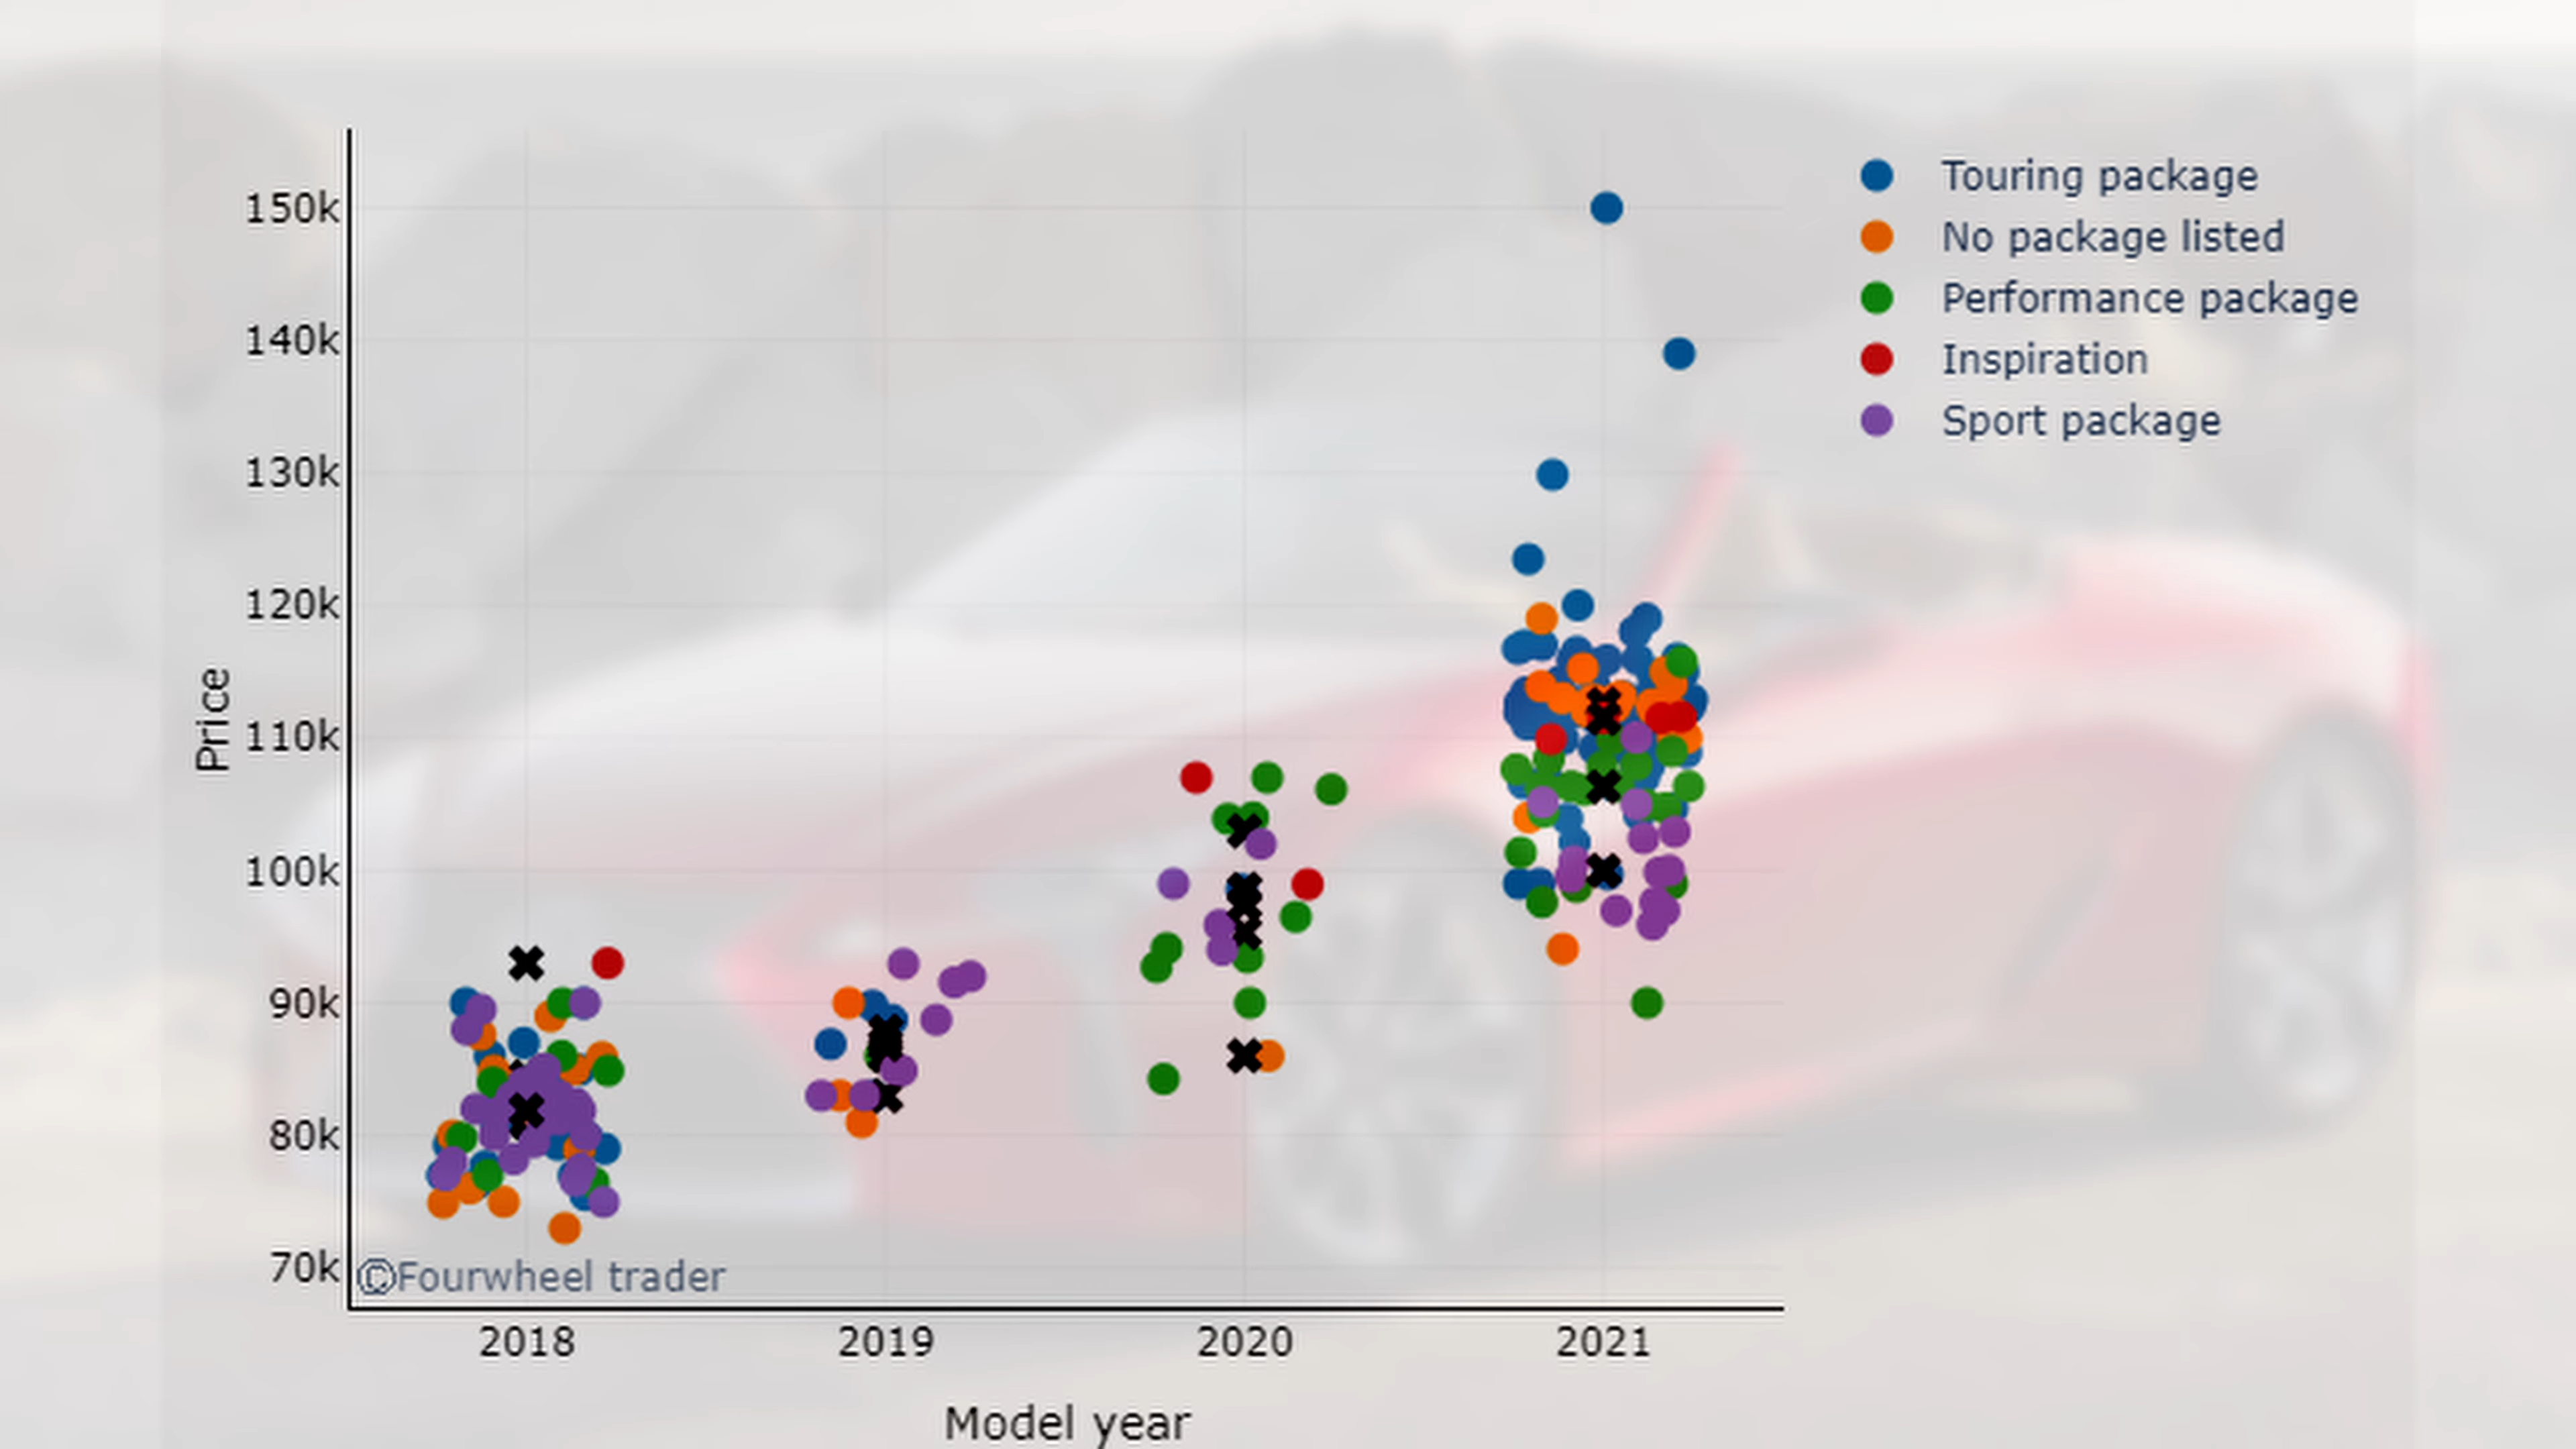 150k
140k
130k
120k
110k
100k
90k
80k
70k
Price
2018
2019
2020
2021
Model year
Touring package
No package listed
Performance package
Inspiration
Sport package
©Fourwheel trader